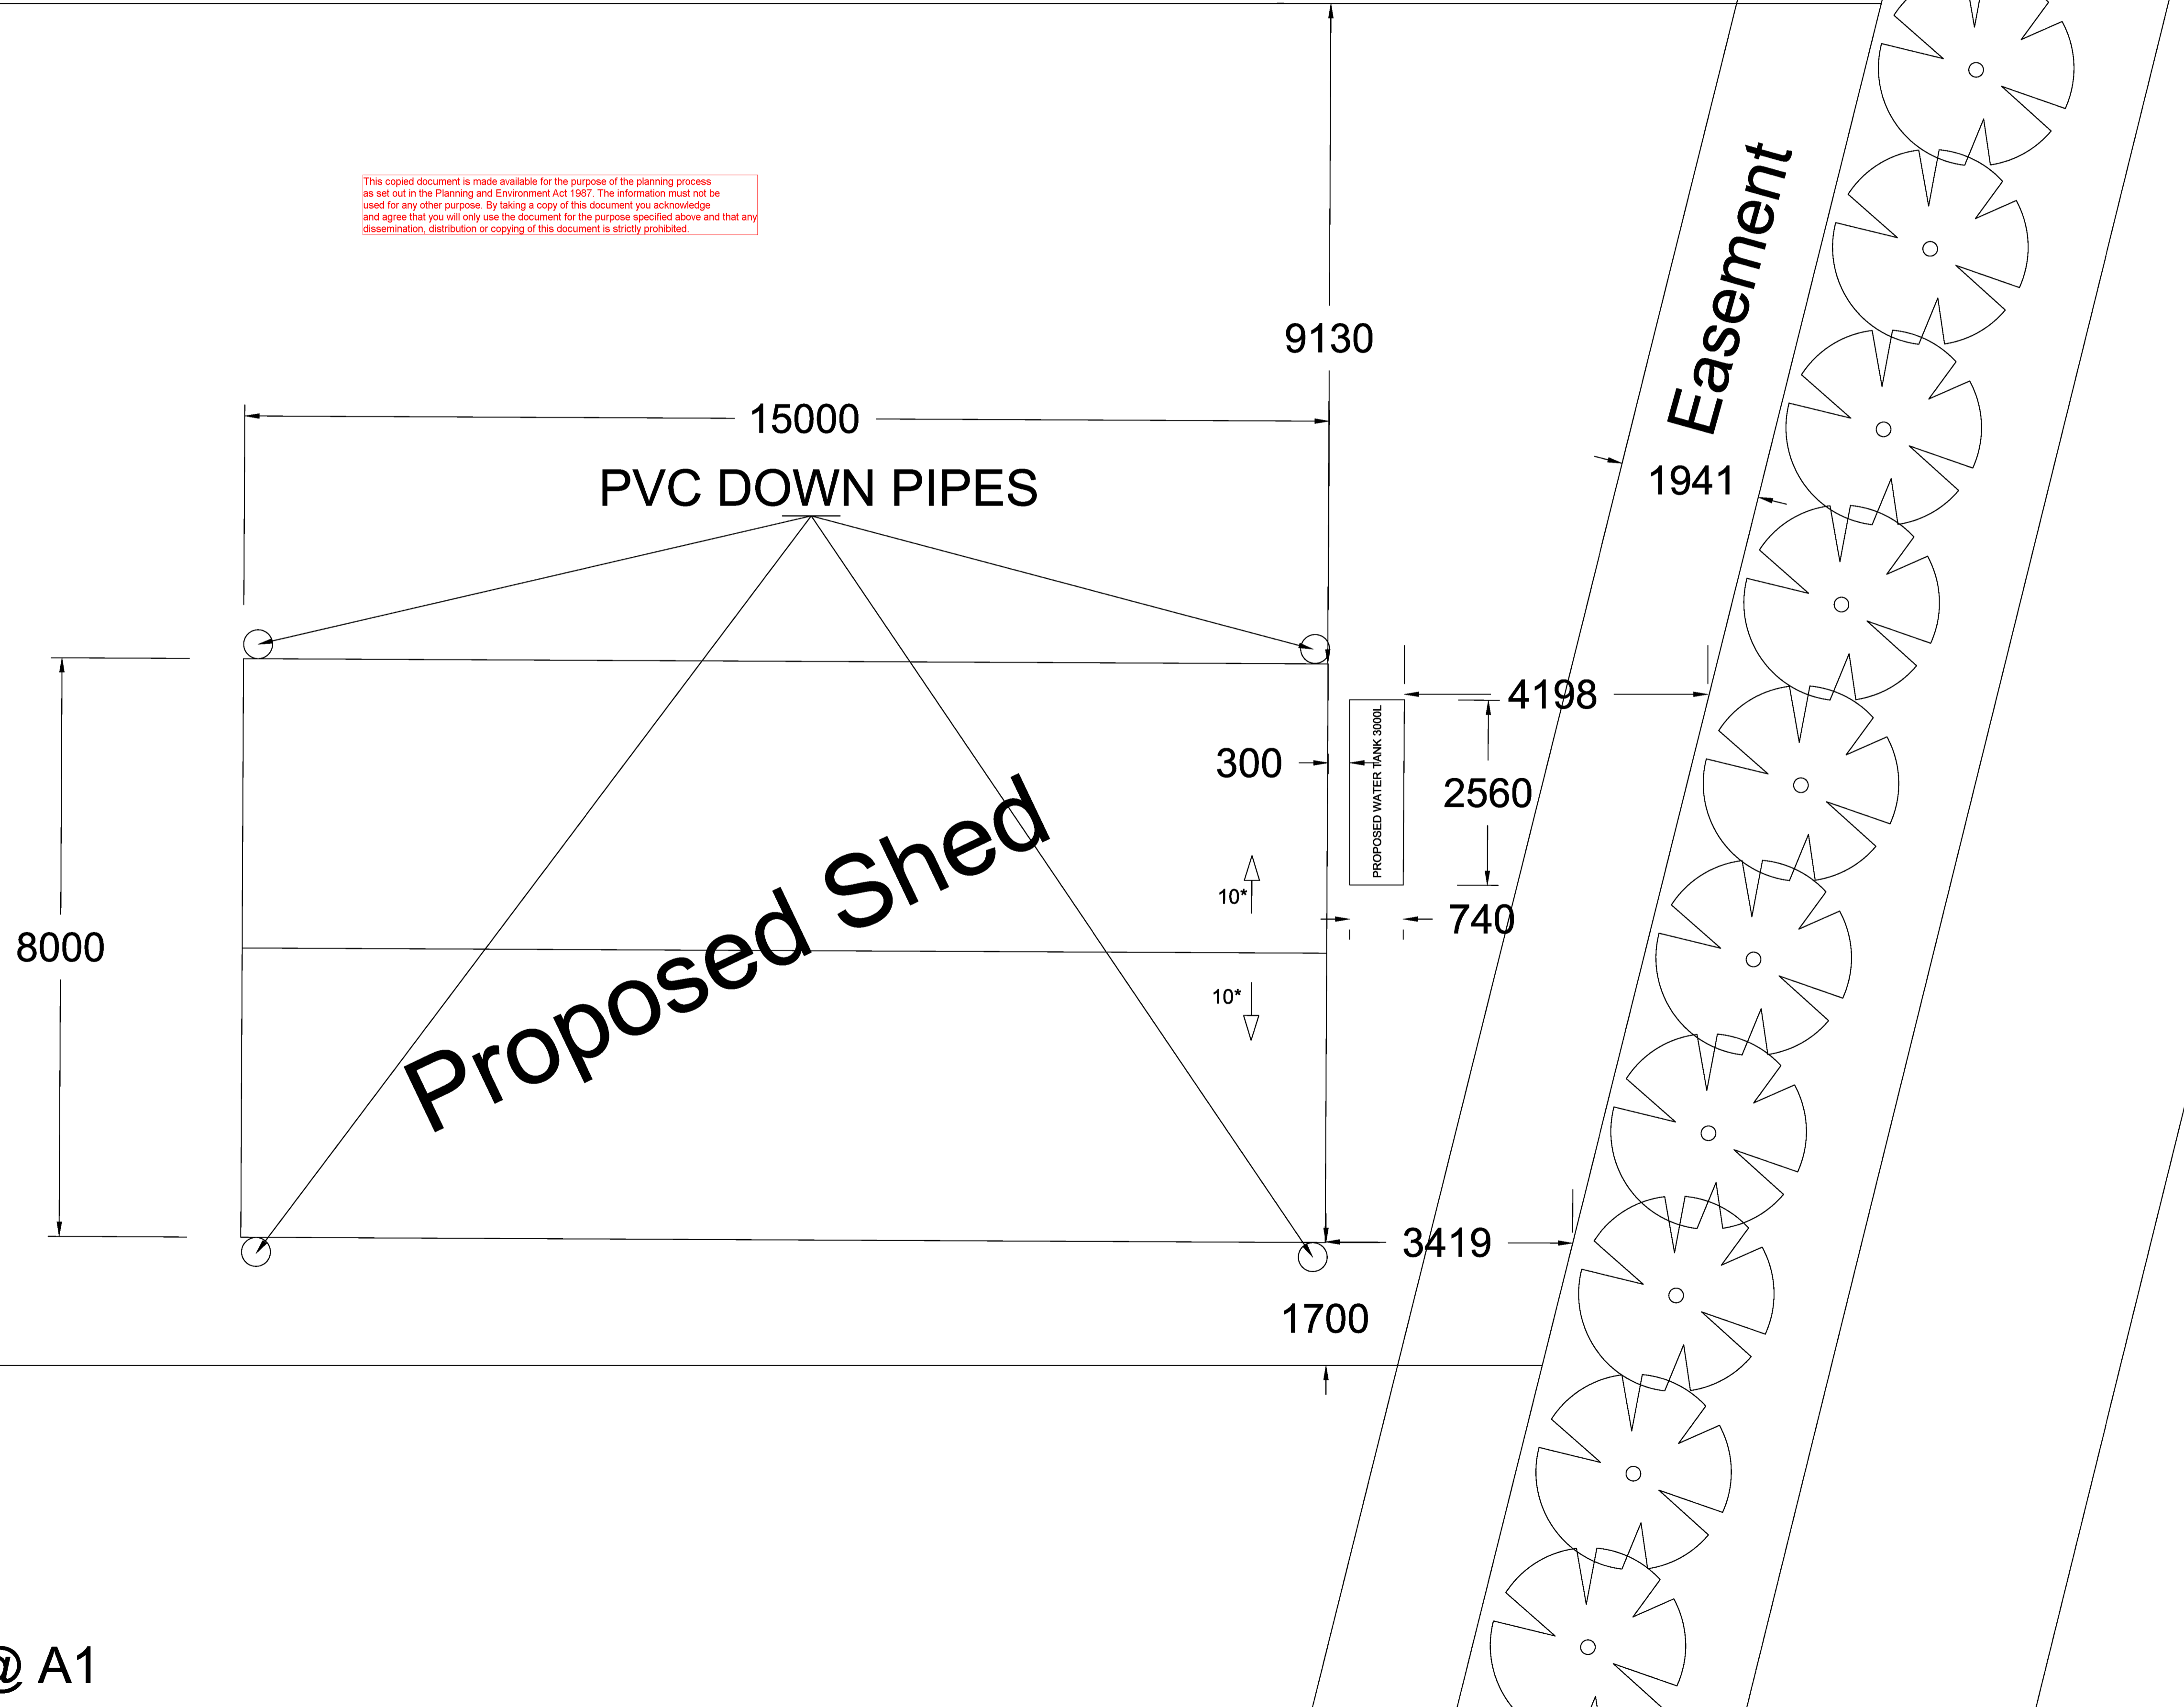 This copied document is made available for the purpose of the planning process
as set out in the Planning and Environment Act 1987. The information must not be
used for any other purpose. By taking a copy of this document you acknowledge
and agree that you will only use the document for the purpose specified above and that any
dissemination, distribution or copying of this document is strictly prohibited.
Easement
9130
15000
1941
PVC DOWN PIPES
4198
300
PROPOSED WATER TANK 3000L
2560
Proposed Shed
10*
740
8000
10*
3419
1700
@ A1